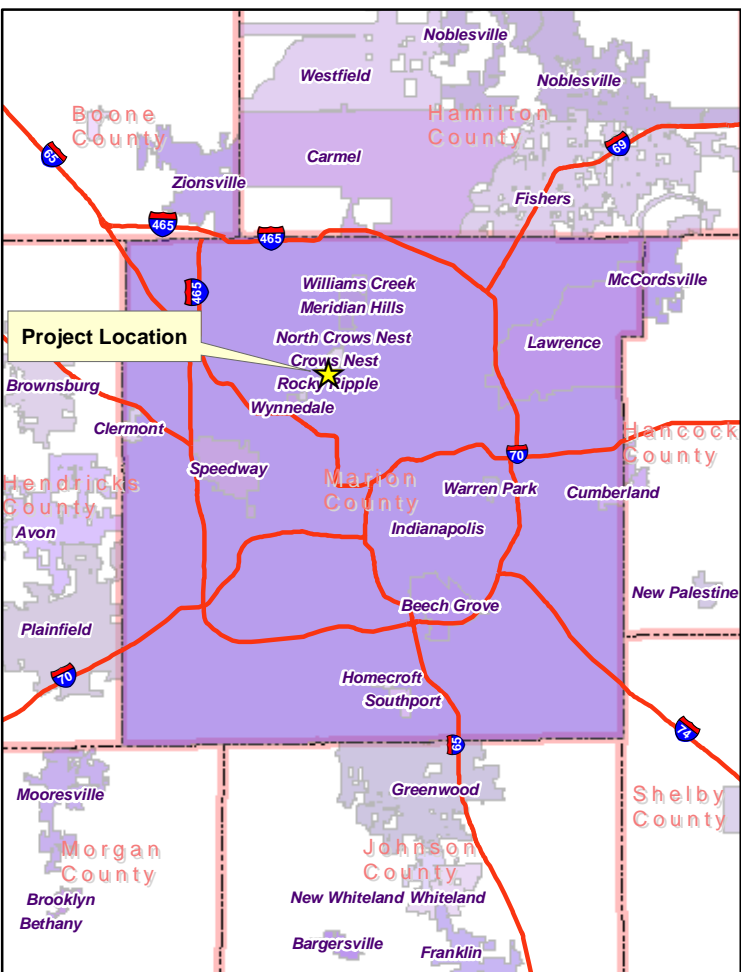 Noblesville
Westfield
Noblesville
Boone
County
Hamilton
County
69
65
Carmel
Zionsville
Fishers
465
465
McCordsville
Williams Creek
465
Meridian Hills
Project Location
North Crows Nest
Lawrence
Crows Nest
Brownsburg
Rocky Ripple
Wynnedale
Clermont
Hancock
County
70
Speedway
Marion
County
Hendricks
County
Warren Park
Cumberland
Avon
Indianapolis
New Palestine
Beech Grove
Plainfield
70
Homecroft
Southport
74
65
Mooresville
Greenwood
Shelby
County
Morgan
County
Johnson
County
Brooklyn
New Whiteland
Whiteland
Bethany
Bargersville
Franklin